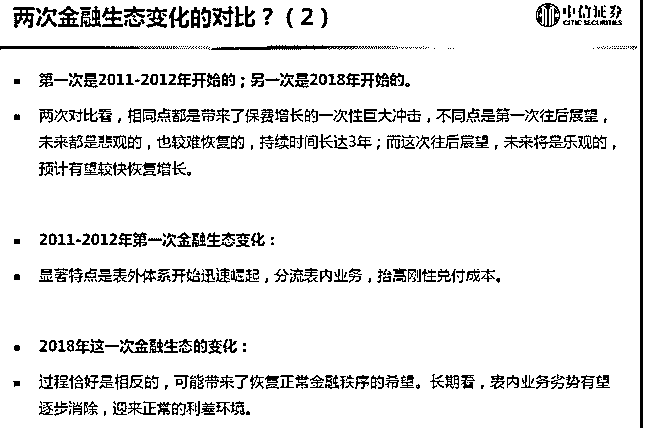 两次金融生态变化的对比？（2）
中信证券
CITIC SECURITIES
第一次是2011-2012年开始的；另一次是2018年开始的。
两次对比看，相同点都是带来了保费增长的一次性巨大冲击，不同点是第一次往后展望，
未来都是悲观的，也较难恢复的，持续时间长达3年；而这次往后展望，未来将是乐观的，
预计有望较快恢复增长。
2011-2012年第一次金融生态变化：
显著特点是表外体系开始迅速崛起，分流表内业务，抬高刚性兑付成本。
2018年这一次金融生态的变化：
过程恰好是相反的，可能带来了恢复正常金融秩序的希望。长期看，表内业务劣势有望
逐步消除，迎来正常的利差环境。